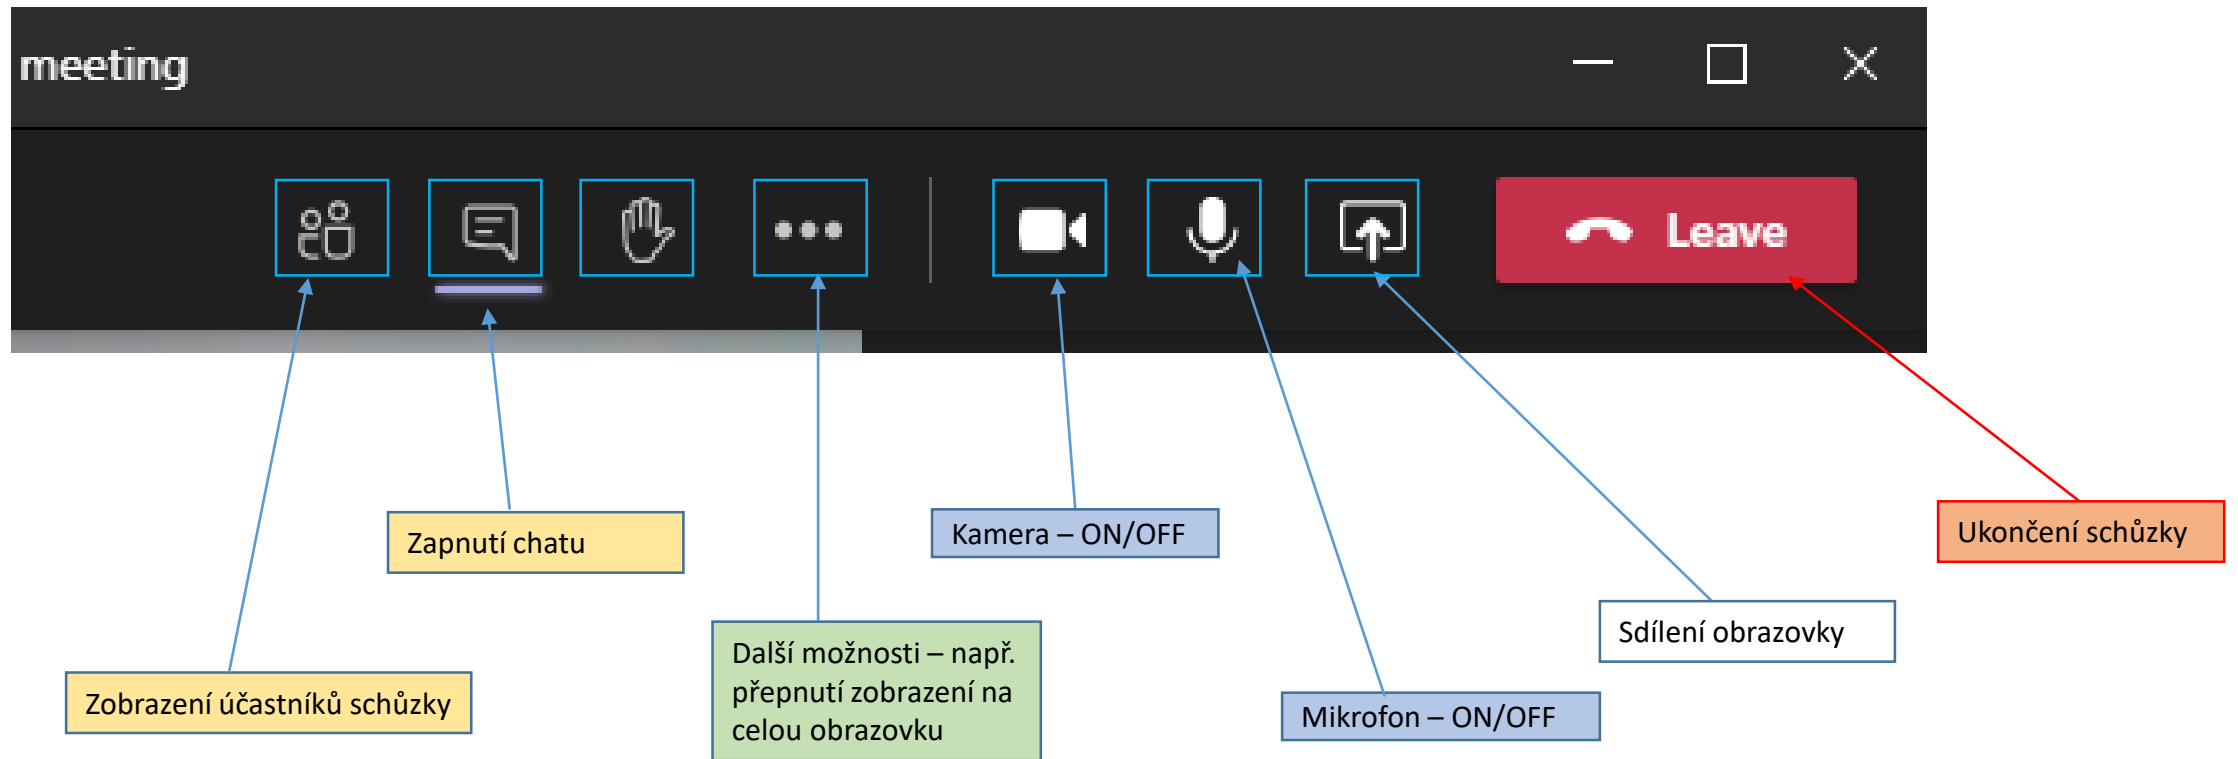 meeting
Leave
Zapnutí chatu
Kamera – ON/OFF
Ukončení schůzky
Sdílení obrazovky
Další možnosti – např.
přepnutí zobrazení na
celou obrazovku
Zobrazení účastníků schůzky
Mikrofon – ON/OFF